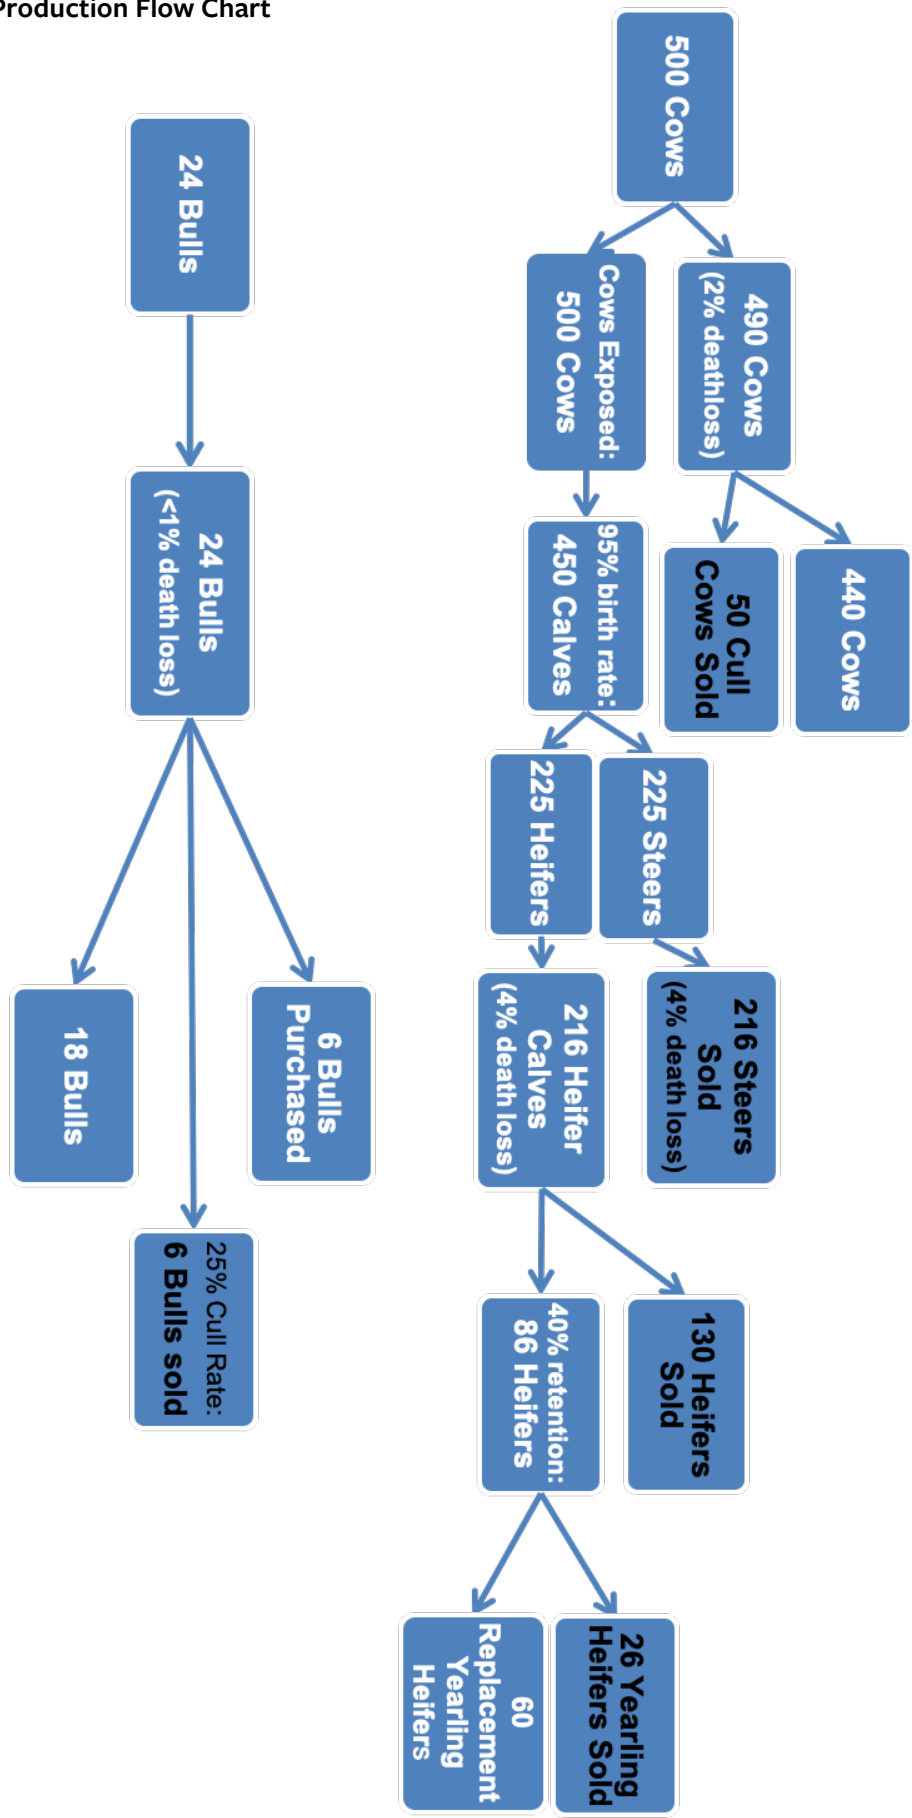 Production Flow Chart
500 Cows
490 Cows
(2% deathloss)
440 Cows
50 Cull
Cows Sold
Cows Exposed:
500 Cows
95% birth rate:
450 Calves
225 Steers
216 Steers
Sold
(4% death loss)
225 Heifers
216 Heifer
Calves
(4% death loss)
130 Heifers
Sold
40% retention:
86 Heifers
26 Yearling
Heifers Sold
60
Replacement
Yearling
Heifers
24 Bulls
24 Bulls
(<1% death loss)
6 Bulls
Purchased
25% Cull Rate:
6 Bulls sold
18 Bulls